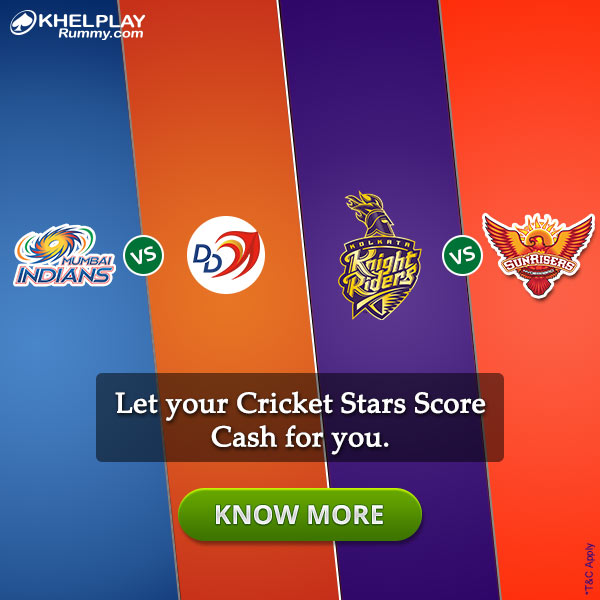 KHELPLAY
Rummy.com
MUMBAI
INDIANS
VS
DD
KOLKATA
Knight
Riders
VS
SUNRISERS
Let your Cricket Stars Score
Cash for you.
KNOW MORE
*T&C Apply